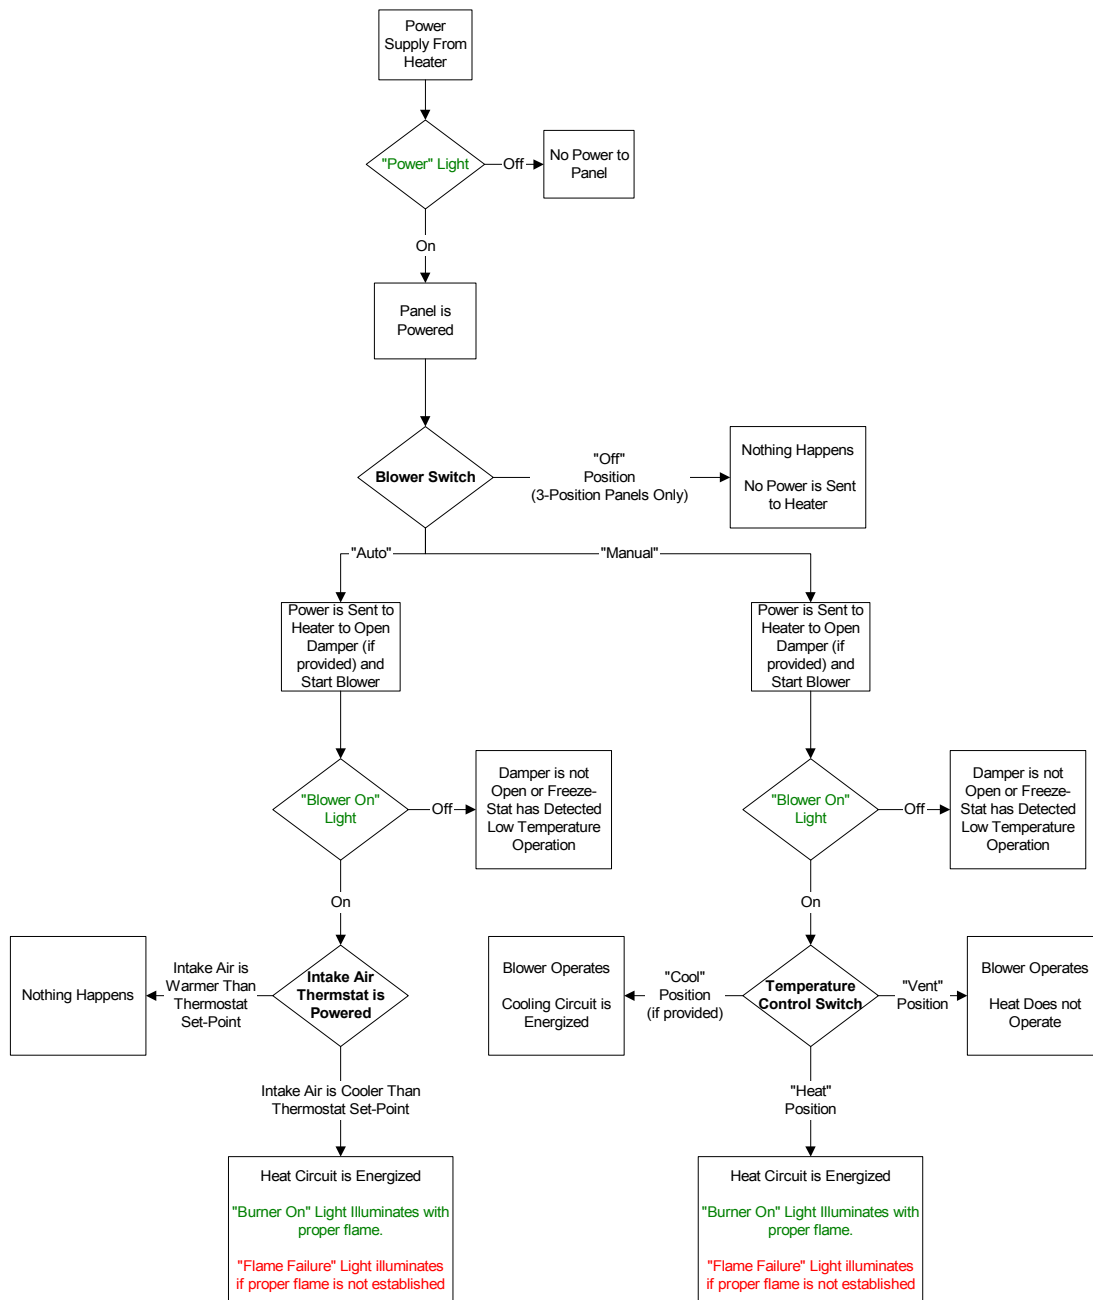 Power
Supply From
Heater
"Power" Light
Off
No Power to
Panel
On
Panel is
Powered
Blower Switch
"Off"
Position
(3-Position Panels Only)
Nothing Happens
No Power is Sent
to Heater
"Auto"
"Manual"
Power is Sent to
Heater to Open
Damper (if
provided) and
Start Blower
Power is Sent to
Heater to Open
Damper (if
provided) and
Start Blower
"Blower On"
Light
Off
Damper is not
Open or Freeze-
Stat has Detected
Low Temperature
Operation
"Blower On"
Light
Off
Damper is not
Open or Freeze-
Stat has Detected
Low Temperature
Operation
On
On
Nothing Happens
Intake Air is
Warmer Than
Thermostat
Set-Point
Intake Air
Thermstat is
Powered
Blower Operates
Cooling Circuit is
Energized
"Cool"
Position
(if provided)
Temperature
Control Switch
"Vent"
Position
Blower Operates
Heat Does not
Operate
Intake Air is Cooler Than
Thermostat Set-Point
"Heat"
Position
Heat Circuit is Energized
"Burner On" Light Illuminates with
proper flame.
"Flame Failure" Light illuminates
if proper flame is not established
Heat Circuit is Energized
"Burner On" Light Illuminates with
proper flame.
"Flame Failure" Light illuminates
if proper flame is not established